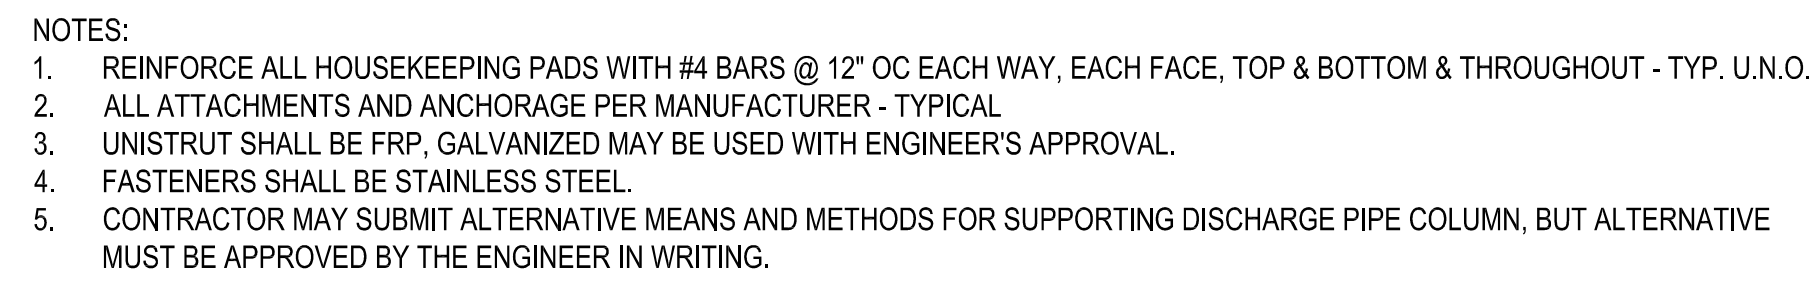 NOTES:
1. REINFORCE ALL HOUSEKEEPING PADS WITH #4 BARS @ 12" OC EACH WAY, EACH FACE, TOP & BOTTOM & THROUGHOUT - TYP. U.N.O.
2. ALL ATTACHMENTS AND ANCHORAGE PER MANUFACTURER - TYPICAL
3. UNISTRUT SHALL BE FRP, GALVANIZED MAY BE USED WITH ENGINEER'S APPROVAL.
4. FASTENERS SHALL BE STAINLESS STEEL.
5. CONTRACTOR MAY SUBMIT ALTERNATIVE MEANS AND METHODS FOR SUPPORTING DISCHARGE PIPE COLUMN, BUT ALTERNATIVE
MUST BE APPROVED BY THE ENGINEER IN WRITING.